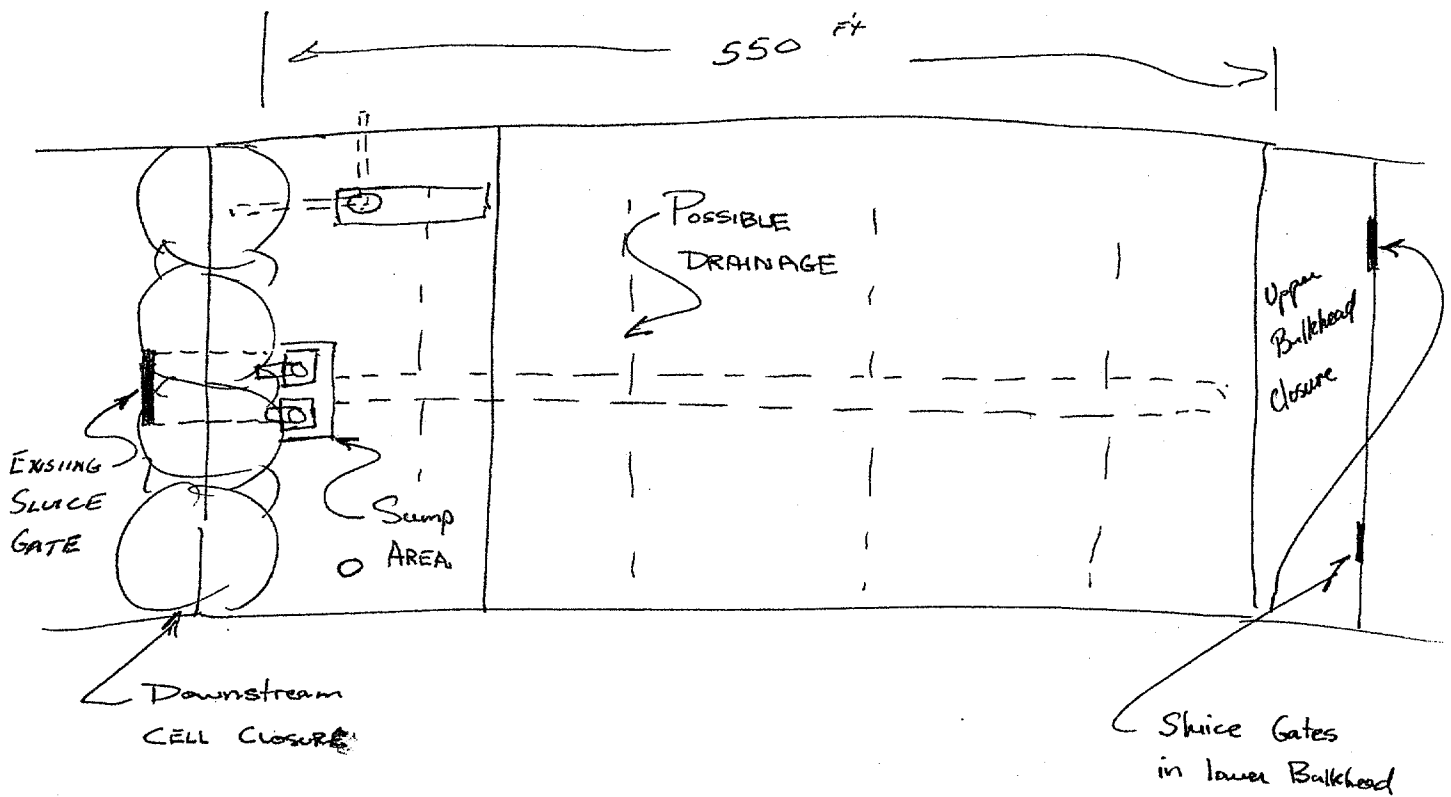 550 FT
POSSIBLE
DRAINAGE
Upper
Bulkhead
Closure
EXISTING
SLUICE
GATE
Sump
AREA
Downstream
CELL CLOSURE
Sluice Gates
in lower Bulkhead